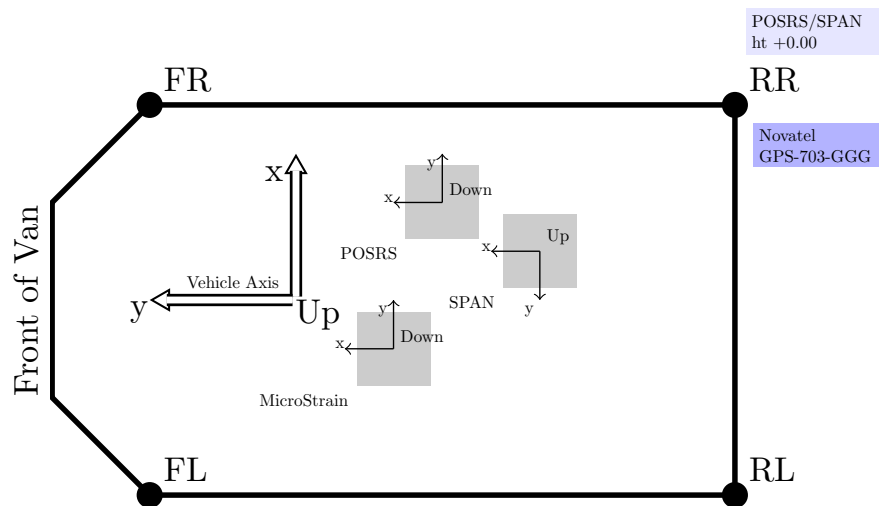 POSRS/SPAN
ht +0.00
FR
RR
Novatel
GPS-703-GGG
x
y
Down
x
POSRS
Up
x
y
SPAN
Front of Van
Vehicle Axis
y
Up
y
Down
x
MicroStrain
FL
RL